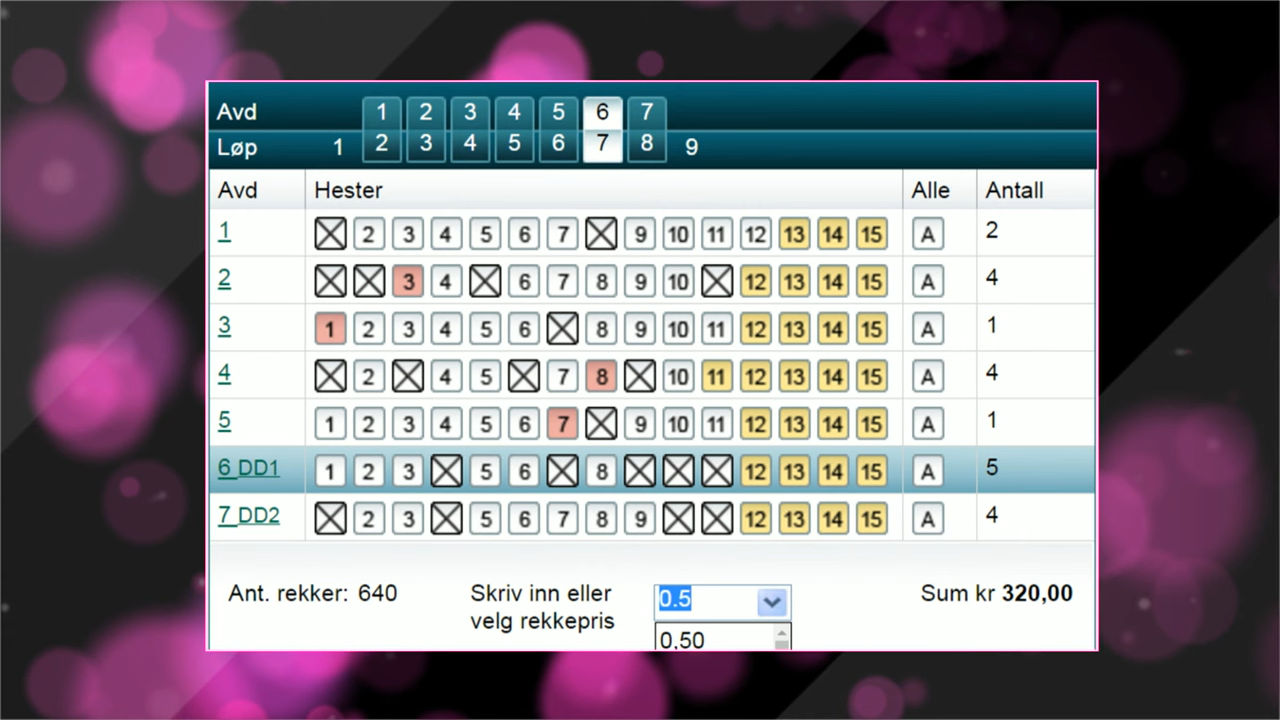 Avd 1 2 3 4 5 6 7
Løp 1 2 3 4 5 6 7 8 9
Avd Hester Alle Antall
1 2 3 4 5 6 7 9 10 11 12 13 14 15 A 2
2 3 4 6 7 8 9 10 12 13 14 15 A 4
3 1 2 3 4 5 6 8 9 10 11 12 13 14 15 A 1
4 2 4 5 7 8 10 11 12 13 14 15 A 4
5 1 2 3 4 5 6 7 9 10 11 12 13 14 15 A 1
6 DD1 1 2 3 5 6 8 12 13 14 15 A 5
7 DD2 2 3 5 6 7 8 9 12 13 14 15 A 4
Ant. rekker: 640 Skriv inn eller 0.5 Sum kr 320,00
velg rekkepris
0,50